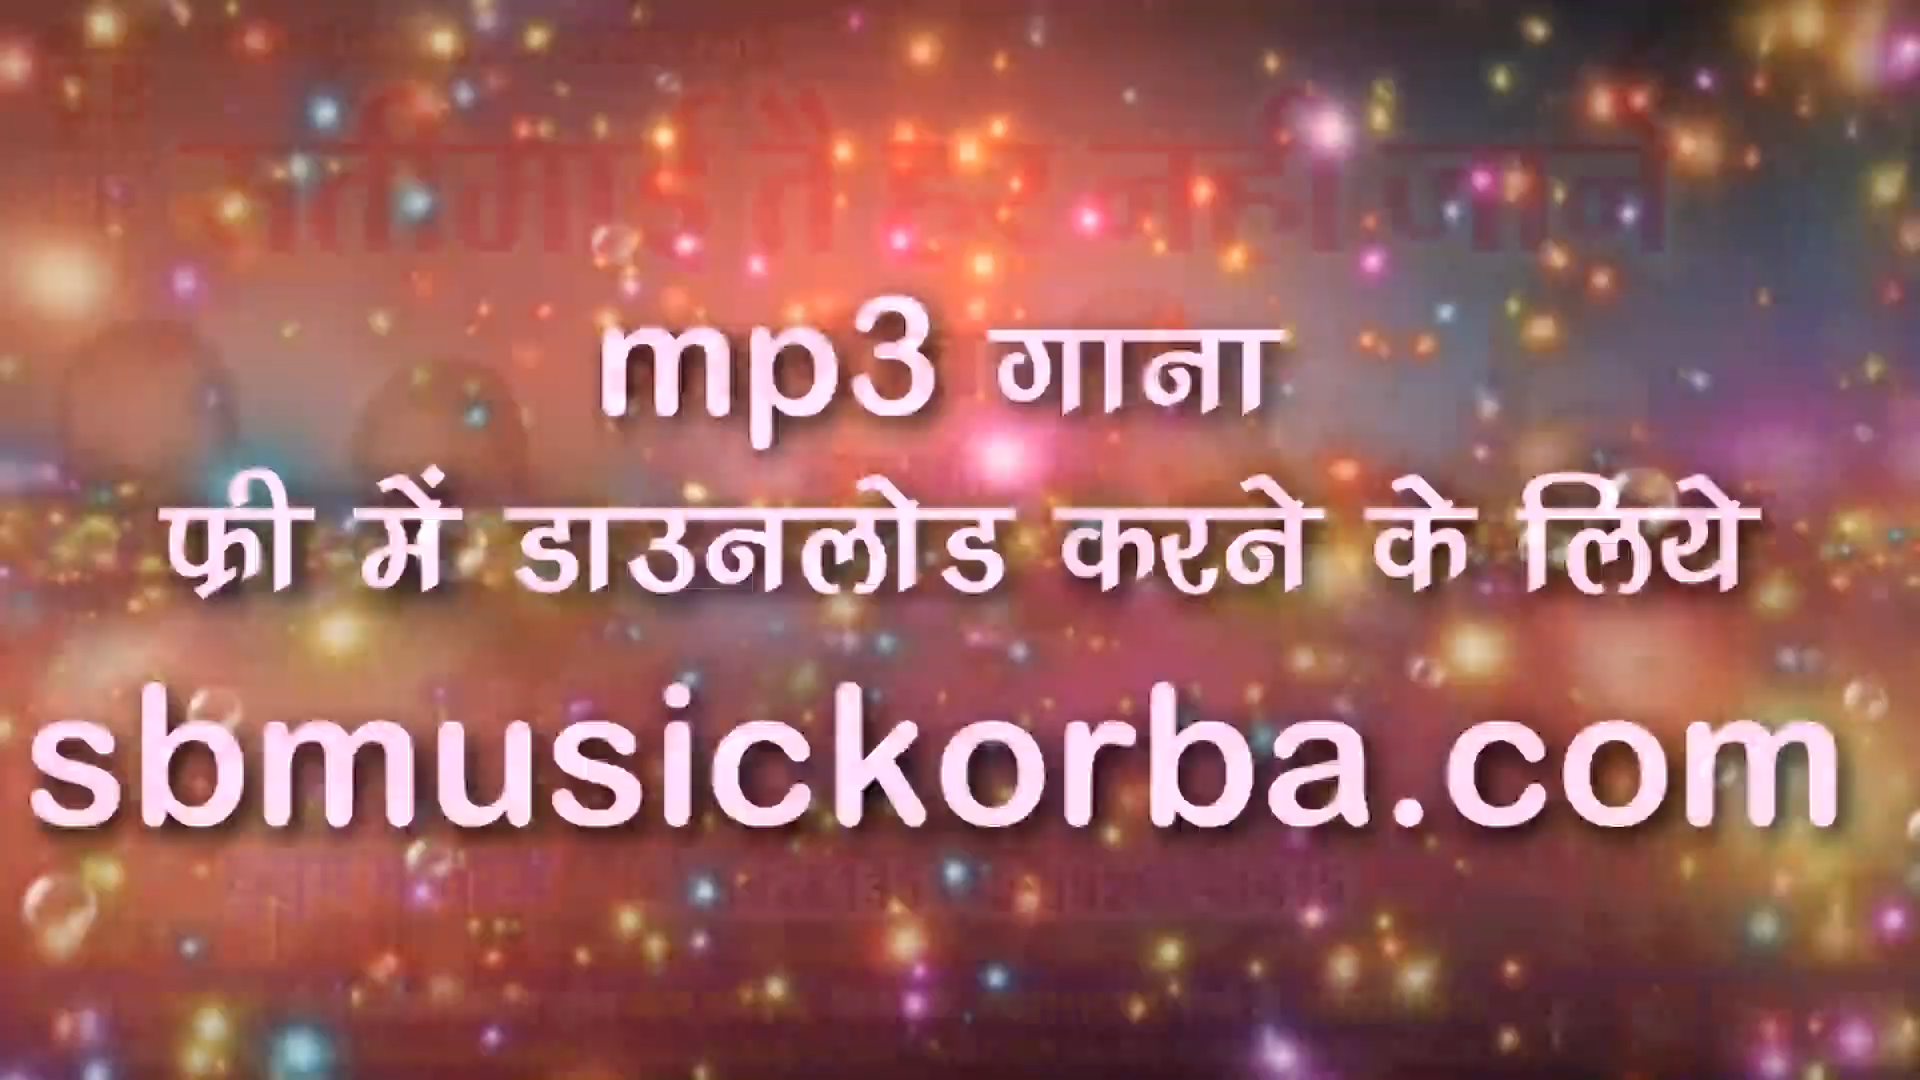 mp3 गाना
फ्री में डाउनलोड करने के लिये
sbmusickorba.com